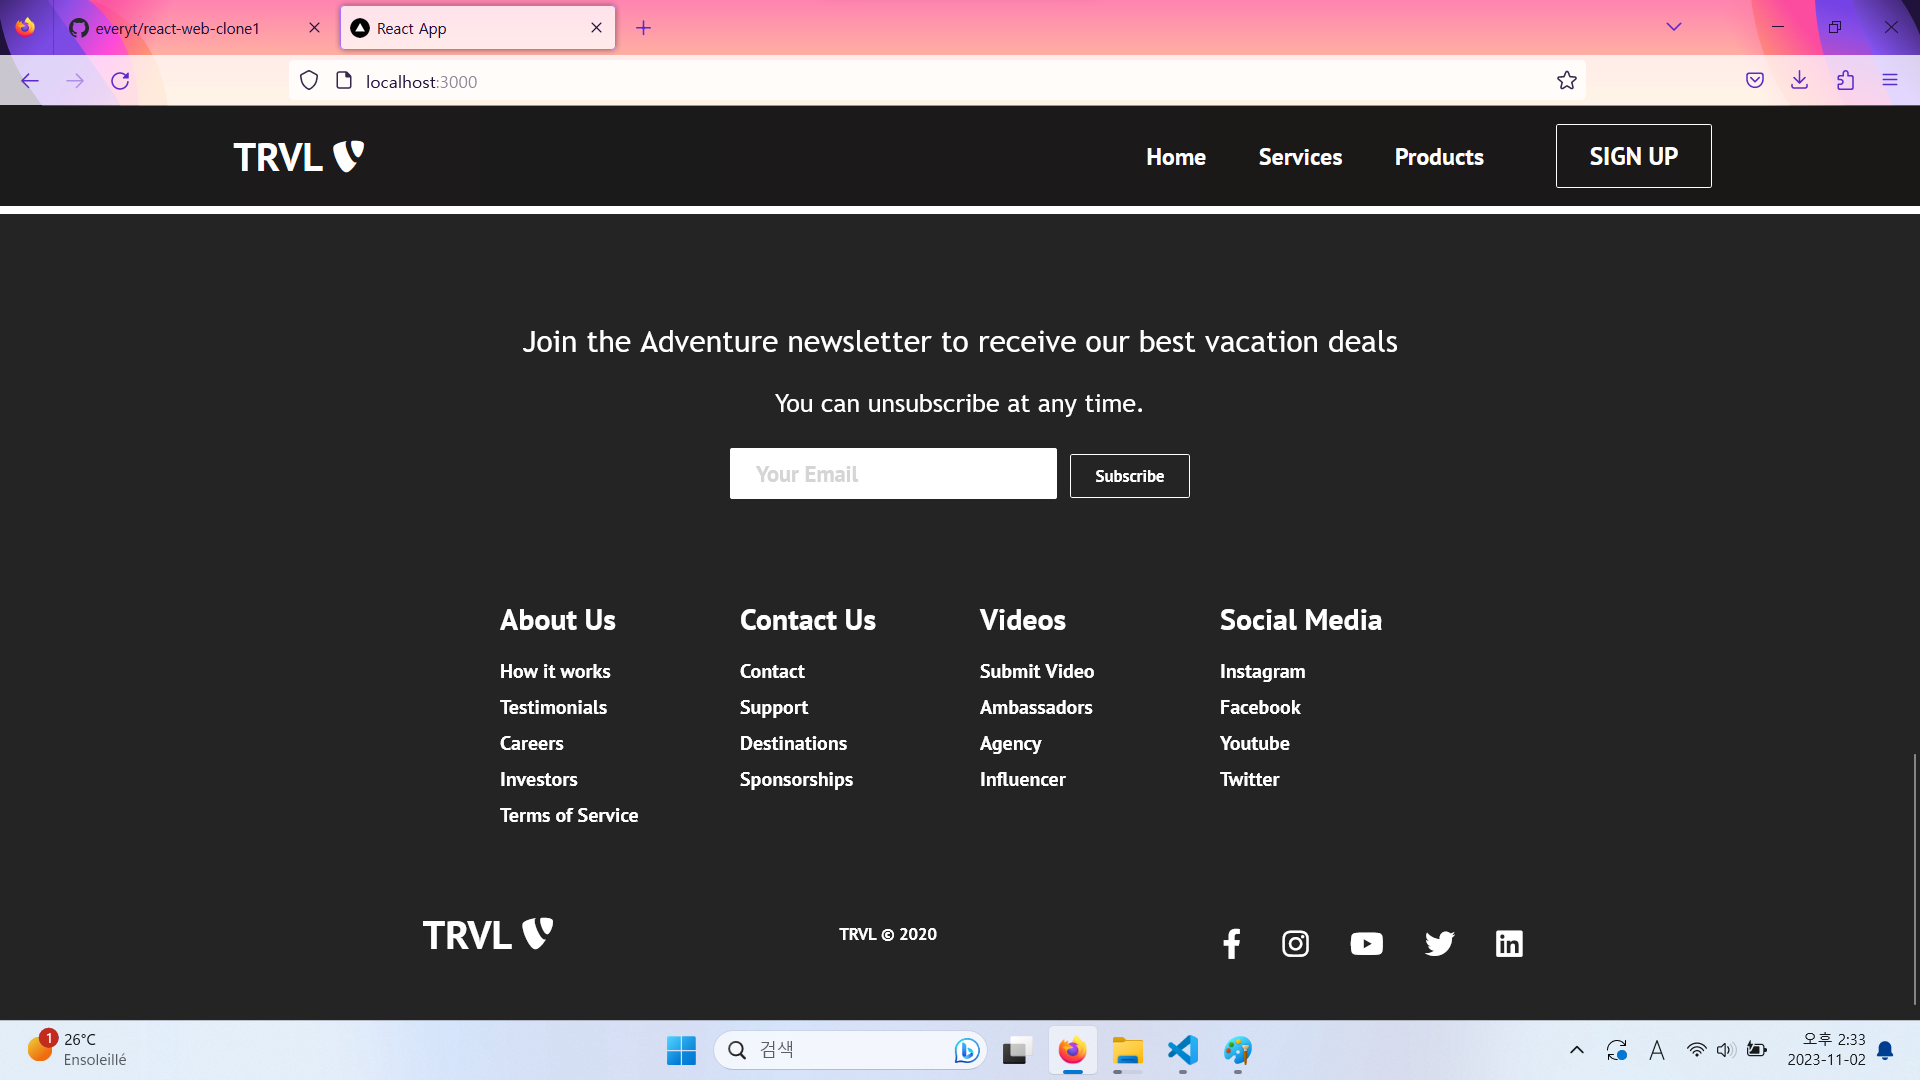 everyt/react-web-clone1
React App
localhost:3000
TRVL
Home
Services
Products
SIGN UP
Join the Adventure newsletter to receive our best vacation deals
You can unsubscribe at any time.
Your Email
Subscribe
About Us
How it works
Testimonials
Careers
Investors
Terms of Service
Contact Us
Contact
Support
Destinations
Sponsorships
Videos
Submit Video
Ambassadors
Agency
Influencer
Social Media
Instagram
Facebook
Youtube
Twitter
TRVL
TRVL © 2020
1
26°C
Ensoleillé
검색
A
오후 2:33
2023-11-02